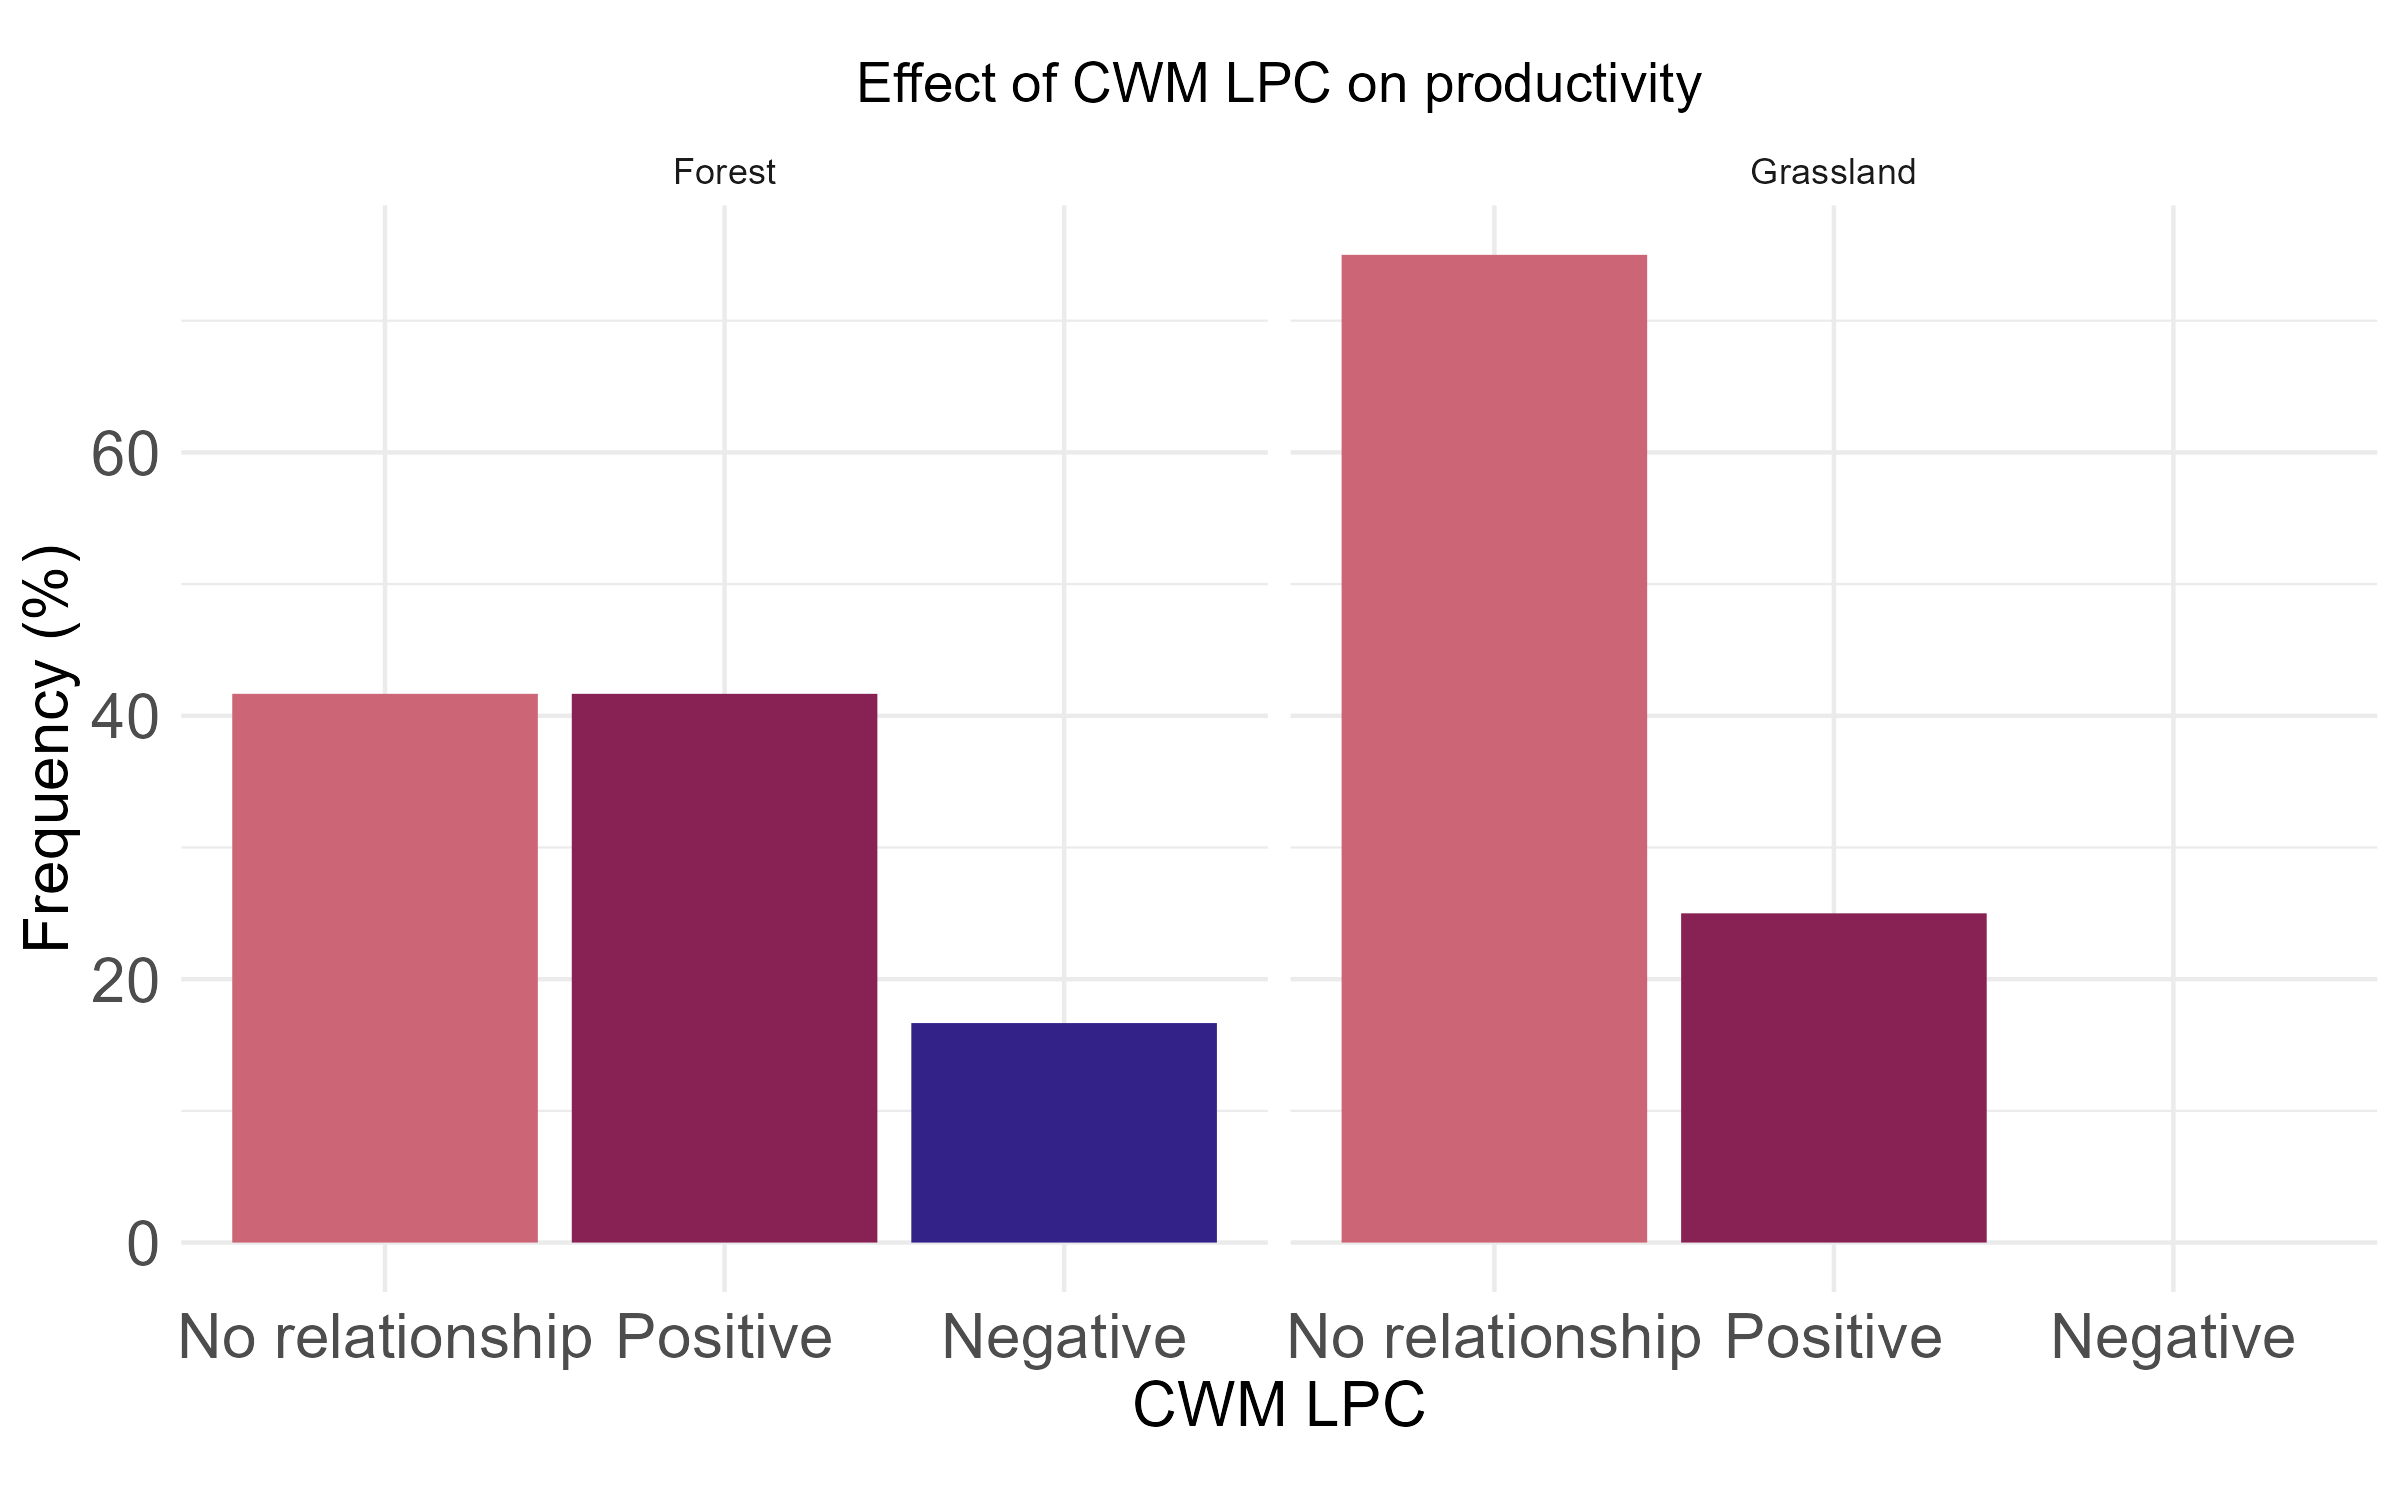 Effect of CWM LPC on productivity
Forest
Grassland
Frequency (%)
60
40
20
0
No relationship Positive Negative No relationship Positive Negative
CWM LPC